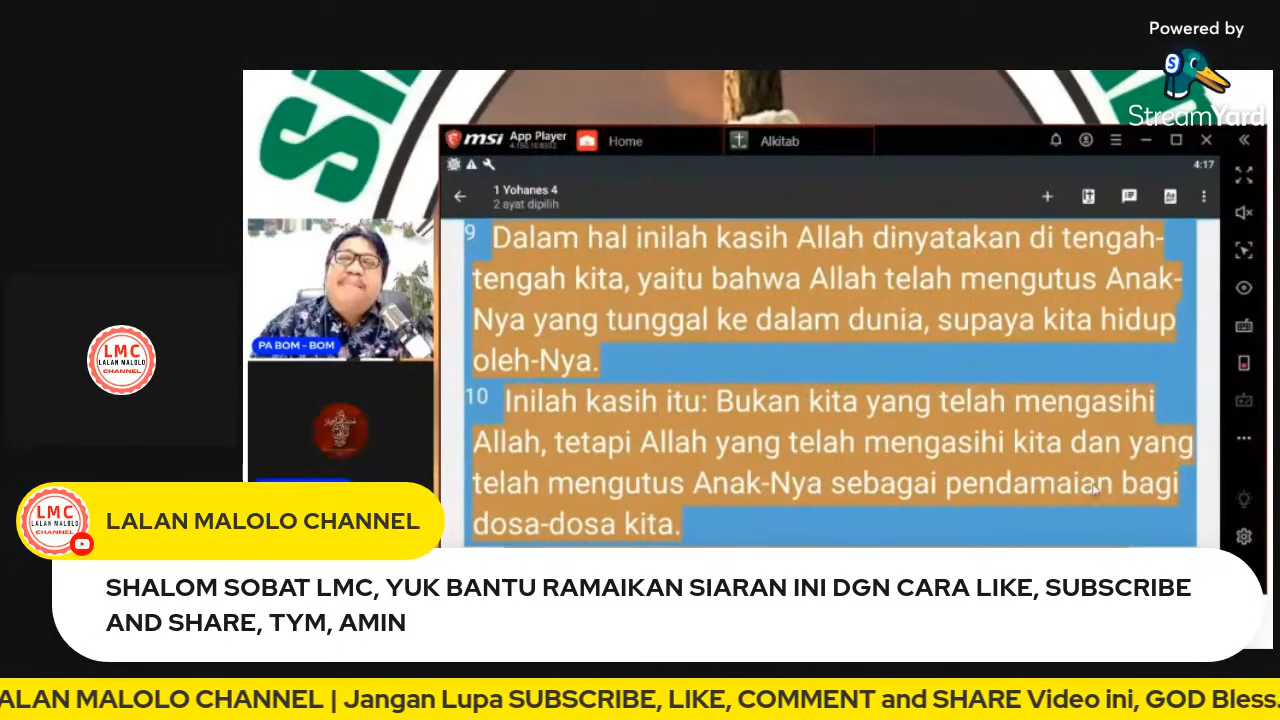 Powered by
StreamYard
msi App Player
Home
Alkitab
4:17
1 Yohanes 4
2 ayat dipilih
9 Dalam hal inilah kasih Allah dinyatakan di tengah-
tengah kita, yaitu bahwa Allah telah mengutus Anak-
Nya yang tunggal ke dalam dunia, supaya kita hidup
oleh-Nya.
10 Inilah kasih itu: Bukan kita yang telah mengasihi
Allah, tetapi Allah yang telah mengasihi kita dan yang
telah mengutus Anak-Nya sebagai pendamaian bagi
dosa-dosa kita.
PA BOM - BOM
LMC
LALAN MALOLO
CHANNEL
LMC
LALAN MALOLO
CHANNEL
LALAN MALOLO CHANNEL
SHALOM SOBAT LMC, YUK BANTU RAMAIKAN SIARAN INI DGN CARA LIKE, SUBSCRIBE
AND SHARE, TYM, AMIN
ALAN MALOLO CHANNEL | Jangan Lupa SUBSCRIBE, LIKE, COMMENT and SHARE Video ini, GOD Bless.